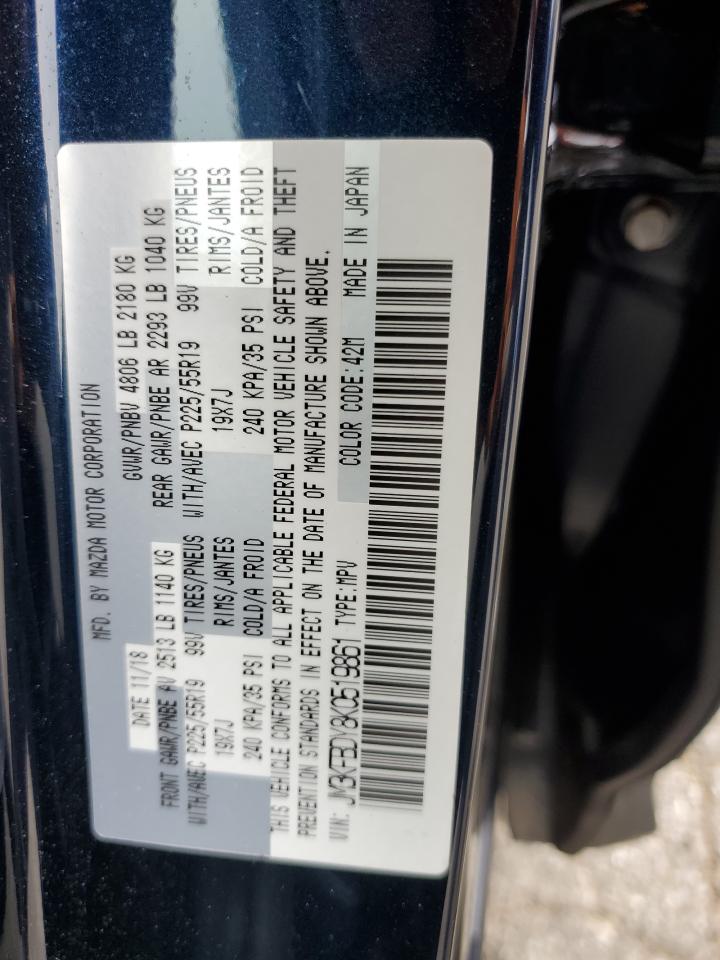 MFD. BY MAZDA MOTOR CORPORATION
DATE 11/18 GVWR/PNBV 4806 LB 2180 KG
FRONT GAWR/PNBE AV 2513 LB 1140 KG REAR GAWR/PNBE AR 2293 LB 1040 KG
WITH/AVEC P225/55R19 99V TIRES/PNEUS WITH/AVEC P225/55R19 99V TIRES/PNEUS
19X7J RIMS/JANTES 19X7J RIMS/JANTES
240 KPA/35 PSI COLD/A FROID 240 KPA/35 PSI COLD/A FROID
THIS VEHICLE CONFORMS TO ALL APPLICABLE FEDERAL MOTOR VEHICLE SAFETY AND THEFT
PREVENTION STANDARDS IN EFFECT ON THE DATE OF MANUFACTURE SHOWN ABOVE.
VIN: JM3KFBDY3K0519861 TYPE:MPV COLOR CODE:42M MADE IN JAPAN